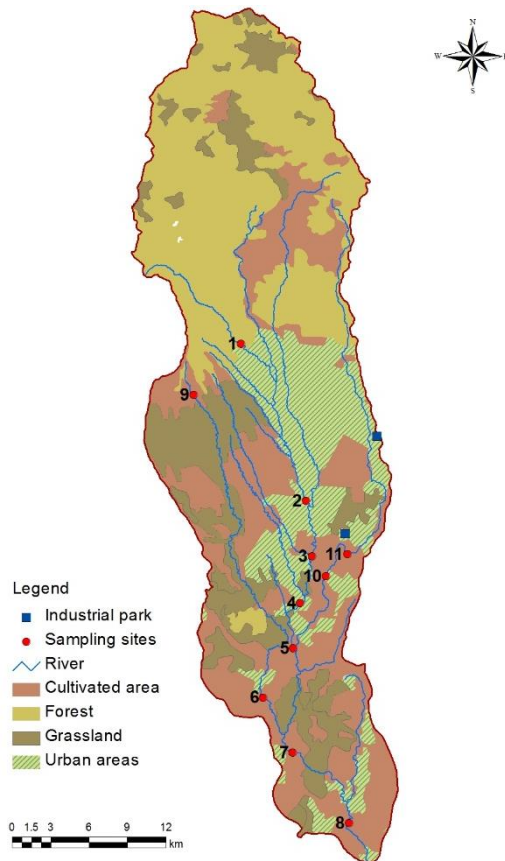 N
W
E
S
1
9
2
3
11
10
4
5
6
7
8
Legend
Industrial park
Sampling sites
River
Cultivated area
Forest
Grassland
Urban areas
0 1.5 3 6 9 12
km